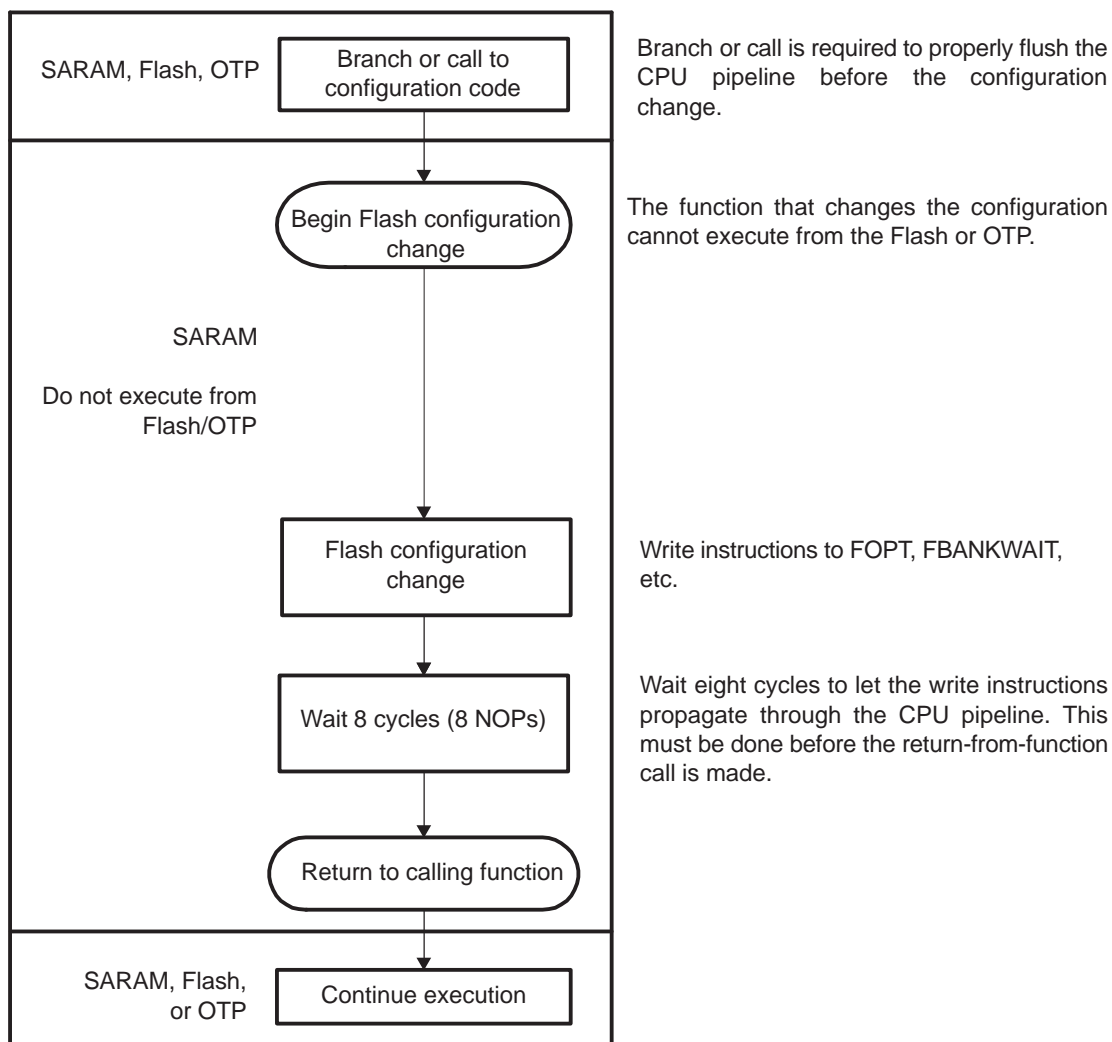 SARAM, Flash, OTP
Branch or call to
configuration code
Branch or call is required to properly flush the
CPU pipeline before the configuration
change.
Begin Flash configuration
change
The function that changes the configuration
cannot execute from the Flash or OTP.
SARAM
Do not execute from
Flash/OTP
Flash configuration
change
Write instructions to FOPT, FBANKWAIT,
etc.
Wait 8 cycles (8 NOPs)
Wait eight cycles to let the write instructions
propagate through the CPU pipeline. This
must be done before the return-from-function
call is made.
Return to calling function
SARAM, Flash,
or OTP
Continue execution